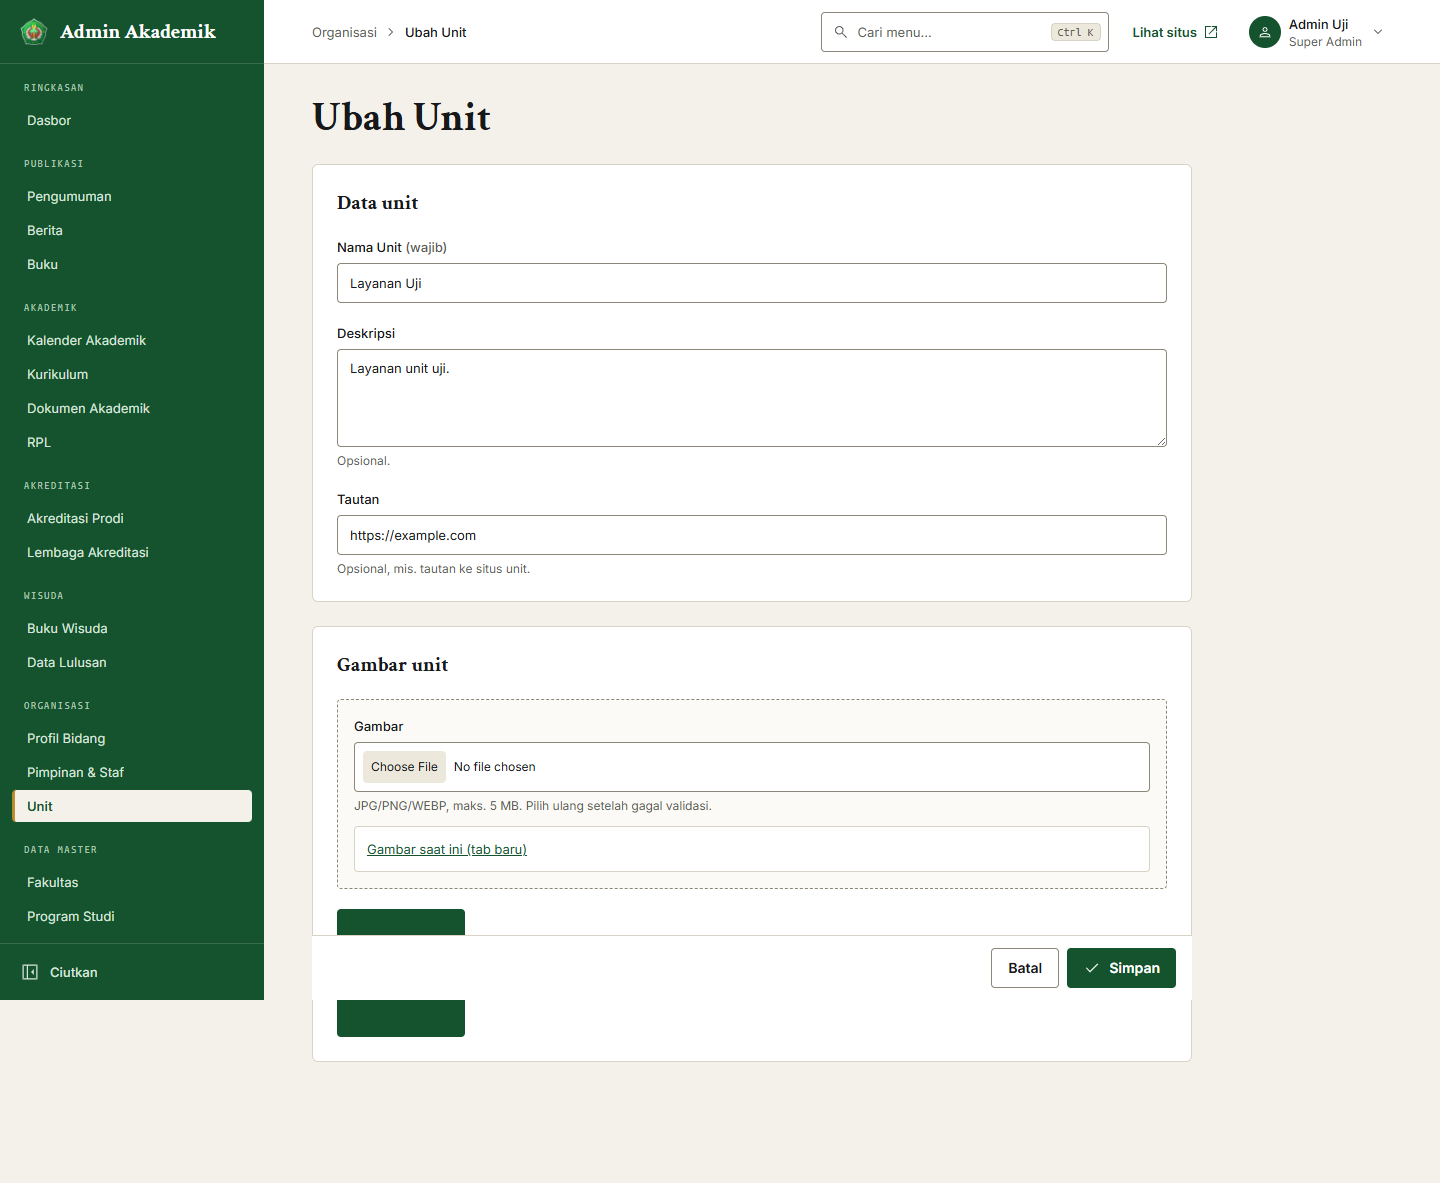 Admin Akademik
RINGKASAN
Dasbor
PUBLIKASI
Pengumuman
Berita
Buku
AKADEMIK
Kalender Akademik
Kurikulum
Dokumen Akademik
RPL
AKREDITASI
Akreditasi Prodi
Lembaga Akreditasi
WISUDA
Buku Wisuda
Data Lulusan
ORGANISASI
Profil Bidang
Pimpinan & Staf
Unit
DATA MASTER
Fakultas
Program Studi
Ciutkan
Organisasi > Ubah Unit
Cari menu...
Ctrl K
Lihat situs
Admin Uji
Super Admin
Ubah Unit
Data unit
Nama Unit (wajib)
Layanan Uji
Deskripsi
Layanan unit uji.
Opsional.
Tautan
https://example.com
Opsional, mis. tautan ke situs unit.
Gambar unit
Gambar
Choose File No file chosen
JPG/PNG/WEBP, maks. 5 MB. Pilih ulang setelah gagal validasi.
Gambar saat ini (tab baru)
Batal
Simpan